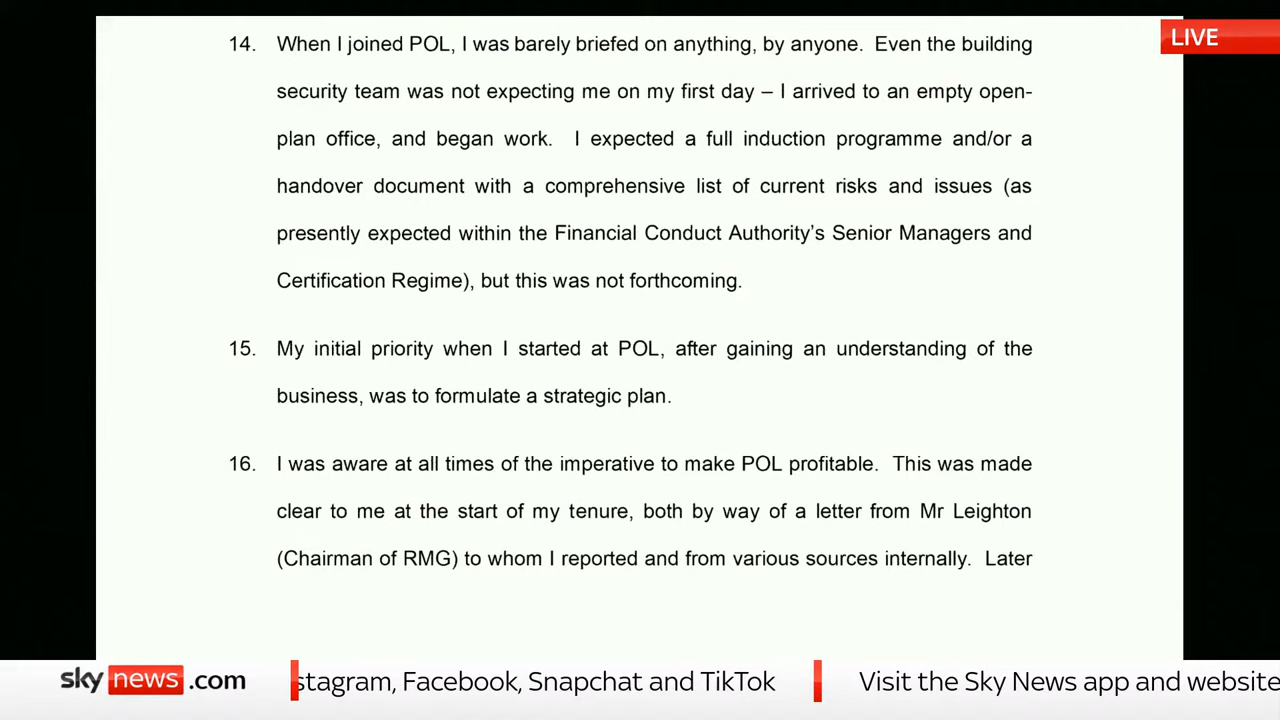 LIVE
14. When I joined POL, I was barely briefed on anything, by anyone. Even the building
security team was not expecting me on my first day – I arrived to an empty open-
plan office, and began work. I expected a full induction programme and/or a
handover document with a comprehensive list of current risks and issues (as
presently expected within the Financial Conduct Authority's Senior Managers and
Certification Regime), but this was not forthcoming.
15. My initial priority when I started at POL, after gaining an understanding of the
business, was to formulate a strategic plan.
16. I was aware at all times of the imperative to make POL profitable. This was made
clear to me at the start of my tenure, both by way of a letter from Mr Leighton
(Chairman of RMG) to whom I reported and from various sources internally. Later
sky news.com stagram, Facebook, Snapchat and TikTok Visit the Sky News app and website